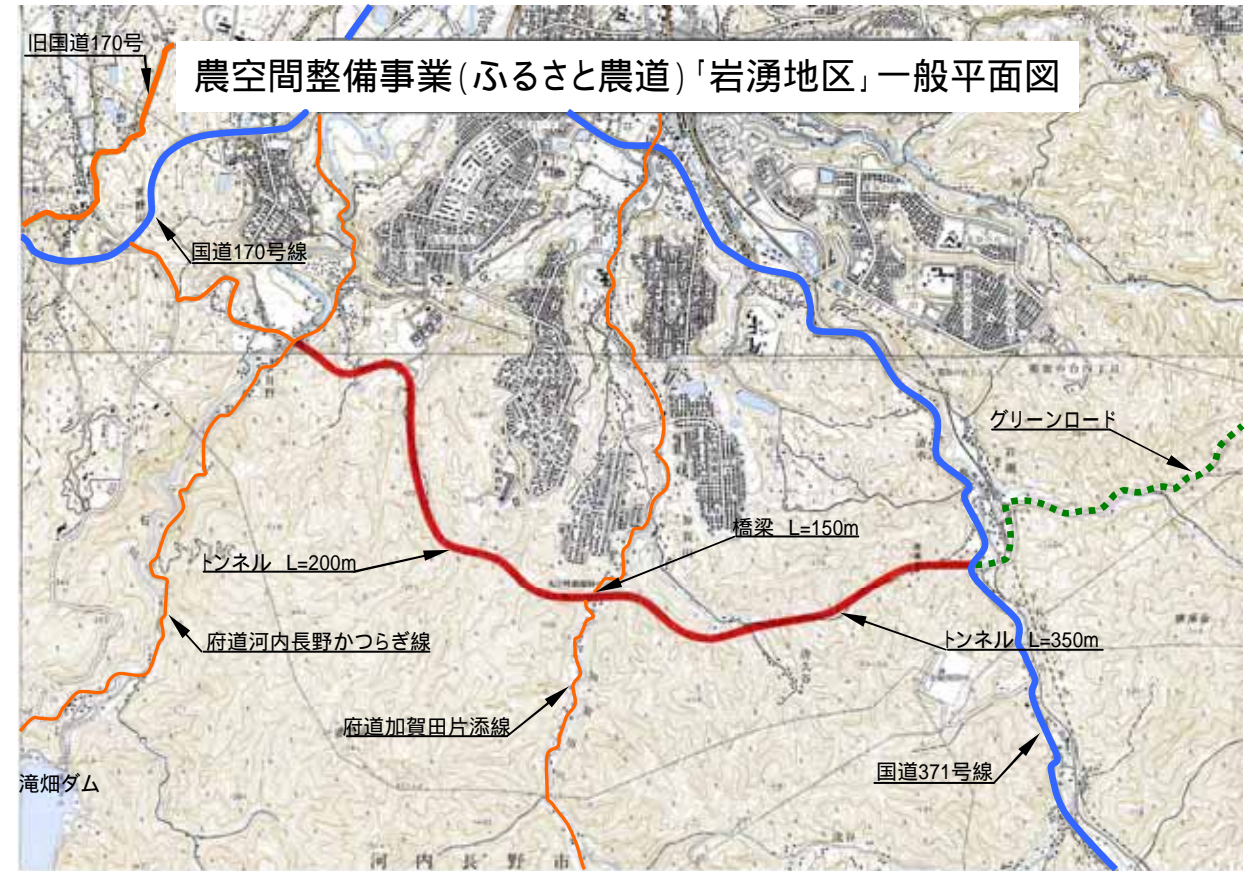 旧国道170号
農空間整備事業(ふるさと農道)「岩湧地区」一般平面図
国道170号線
グリーンロード
橋梁 L=150m
トンネル L=200m
府道河内長野かつらぎ線
トンネル L=350m
府道加賀田片添線
国道371号線
滝畑ダム
河内長野市